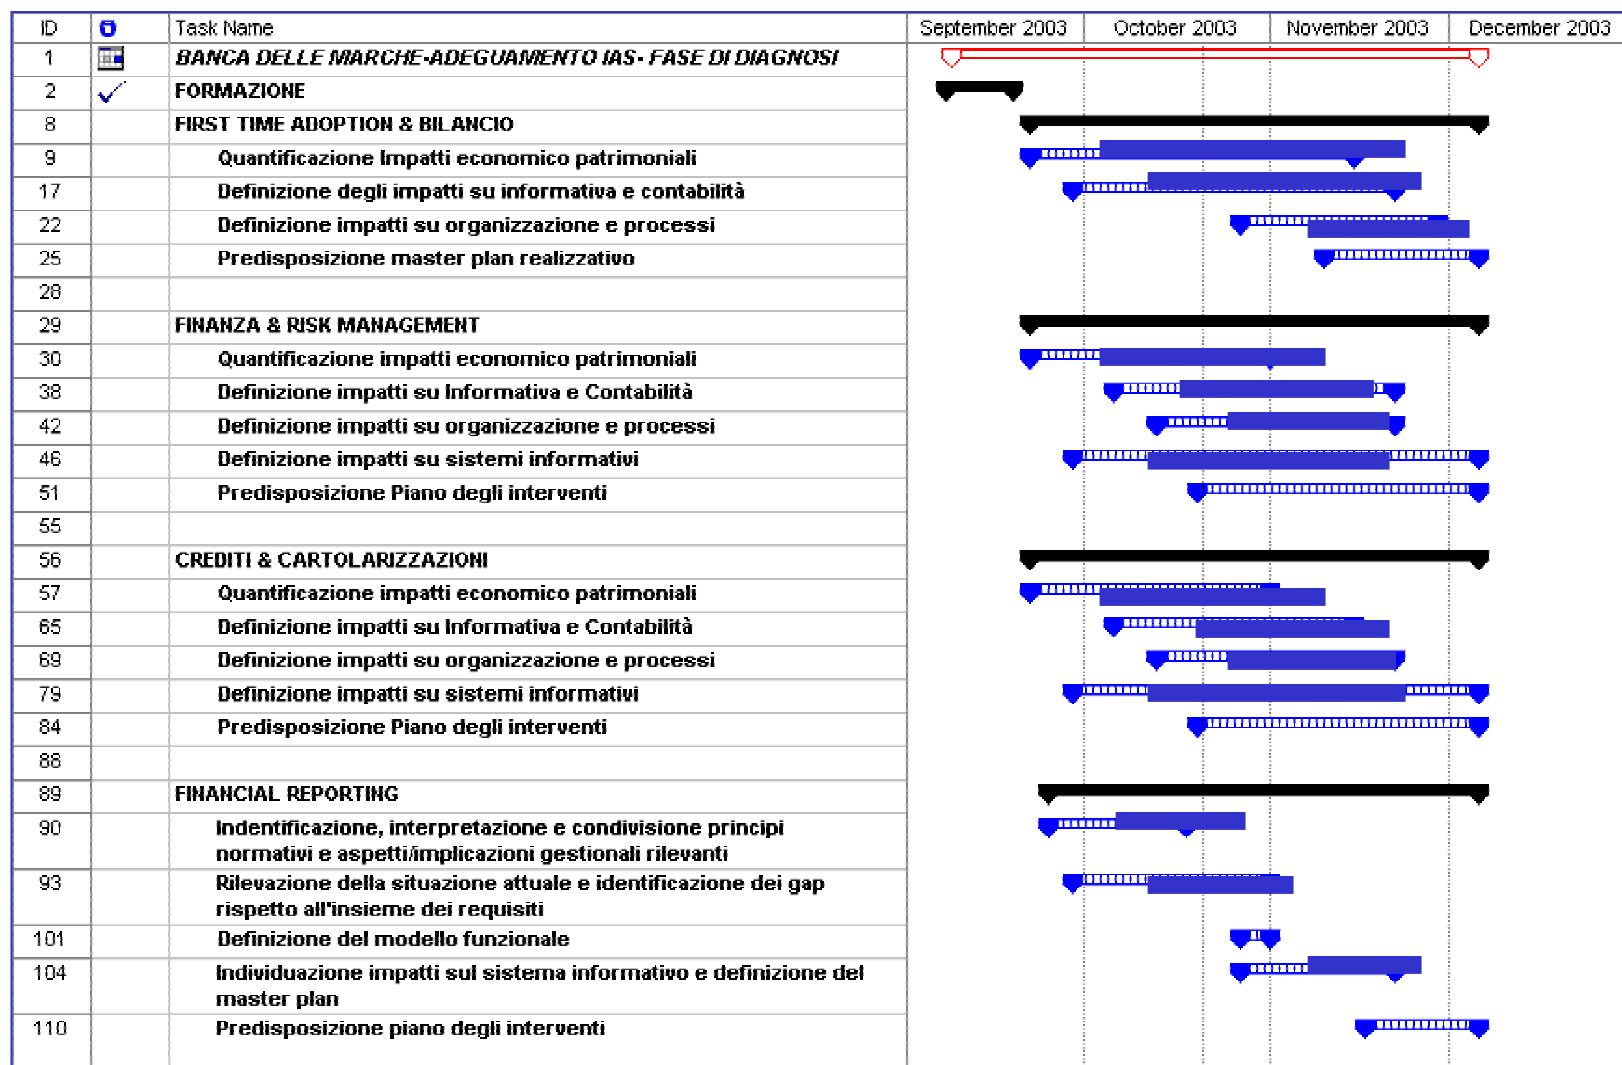 ID Task Name September 2003 October 2003 November 2003 December 2003
1 BANCA DELLE MARCHE-ADEGUAMENTO IAS- FASE DI DIAGNOSI
2 FORMAZIONE
8 FIRST TIME ADOPTION & BILANCIO
9 Quantificazione Impatti economico patrimoniali
17 Definizione degli impatti su informativa e contabilità
22 Definizione impatti su organizzazione e processi
25 Predisposizione master plan realizzativo
28
29 FINANZA & RISK MANAGEMENT
30 Quantificazione impatti economico patrimoniali
38 Definizione impatti su Informativa e Contabilità
42 Definizione impatti su organizzazione e processi
46 Definizione impatti su sistemi informativi
51 Predisposizione Piano degli interventi
55
56 CREDITI & CARTOLARIZZAZIONI
57 Quantificazione impatti economico patrimoniali
65 Definizione impatti su Informativa e Contabilità
69 Definizione impatti su organizzazione e processi
79 Definizione impatti su sistemi informativi
84 Predisposizione Piano degli interventi
88
89 FINANCIAL REPORTING
90 Indentificazione, interpretazione e condivisione principi
normativi e aspetti/implicazioni gestionali rilevanti
93 Rilevazione della situazione attuale e identificazione dei gap
rispetto all'insieme dei requisiti
101 Definizione del modello funzionale
104 Individuazione impatti sul sistema informativo e definizione del
master plan
110 Predisposizione piano degli interventi